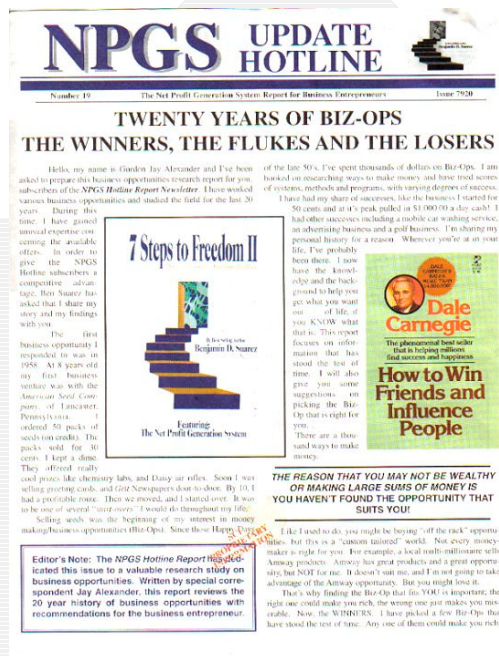 NPGS UPDATE
HOTLINE
Number 19 The Net Profit Generation System Report for Business Entrepreneurs Issue 7920
TWENTY YEARS OF BIZ-OPS
THE WINNERS, THE FLUKES AND THE LOSERS
Hello, my name is Gordon Jay Alexander and I've been
asked to prepare this business opportunities research report for you,
subscribers of the NPGS Hotline Report Newsletter. I have worked
various business opportunities and studied the field for the last 20
years. During this
time, I have gained
unusual expertise con-
cerning the available
offers. In order to
give the NPGS
Hotline subscribers a
competitive advan-
tage, Ben Suarez has
asked that I share my
story and my findings
with you.
The first
business opportunity I
responded to was in
1958. At 8 years old
my first business
venture was with the
American Seed Com-
pany, of Lancaster,
Pennsylvania. I
ordered 50 packs of
seeds (on credit). The
packs sold for 30
cents. I kept a dime.
They offered really
cool prizes like chemistry labs, and Daisy air rifles. Soon I was
selling greeting cards, and Grit Newspapers door-to-door. By 10, I
had a profitable route. Then we moved, and I started over. It was
to be one of several "start-overs" I would do throughout my life.
Selling seeds was the beginning of my interest in money
making/business opportunities (Biz-Ops). Since those Happy Days
7 Steps to Freedom II
Benjamin D. Suarez
Featuring:
The Net Profit Generation System
Editor's Note: The NPGS Hotline Report has ded-
icated this issue to a valuable research study on
business opportunities. Written by special corre-
spondent Jay Alexander, this report reviews the
20 year history of business opportunities with
recommendations for the business entrepreneur.
of the late 50's, I've spent thousands of dollars on Biz-Ops. I am
hooked on researching ways to make money and have tried scores
of systems, methods and programs, with varying degrees of success.
I have had my share of successes, like the business I started for
50 cents and at it's peak pulled in $1,000.00 a day cash! I
had other successes including a mobile car washing service,
an advertising business and a golf business. I'm sharing my
personal history for a reason. Wherever you're at in your
life, I've probably
been there. I now
have the knowl-
edge and the back-
ground to help you
get what you want
out of life, if
you KNOW what
that is. This report
focuses on infor-
mation that has
stood the test of
time. I will also
give you some
suggestions on
picking the Biz-
Op that is right for
you.
There are a thou-
sand ways to make
money.
Dale
Carnegie
The phenomenal best seller
that is helping millions
find success and happiness
How to Win
Friends and
Influence
People
THE REASON THAT YOU MAY NOT BE WEALTHY
OR MAKING LARGE SUMS OF MONEY IS
YOU HAVEN'T FOUND THE OPPORTUNITY THAT
SUITS YOU!
Like I used to do, you might be buying "off the rack" opportu-
nities, but this is a "custom tailored" world. Not every money-
maker is right for you. For example, a local multi-millionaire sells
Amway products. Amway has great products and a great opportu-
sity, but NOT for me. It doesn't suit me, and I'm not going to take
advantage of the Amway opportunity. But you might love it.
That's why finding the Biz-Op that fits YOU is important, the
right one could make you rich, the wrong one just makes you mis-
erable. Now, the WINNERS. I have picked a few Biz-Ops that
have stood the test of time. Any one of them could make you rich